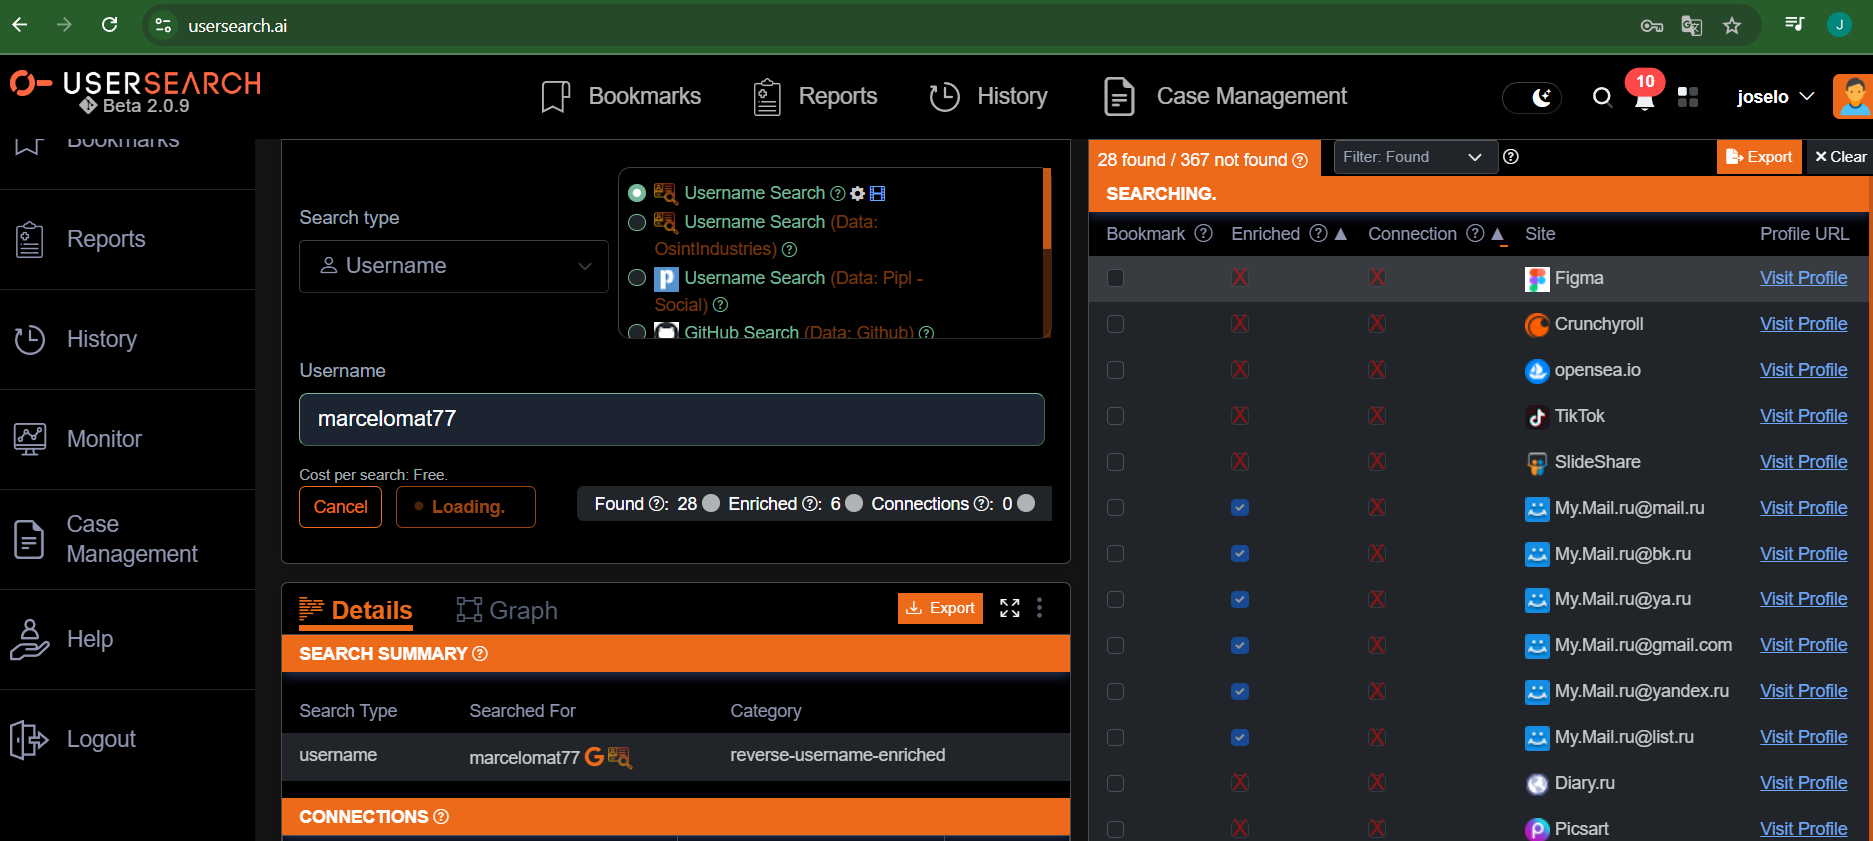 usersearch.ai
J
USERSEARCH
Beta 2.0.9
Bookmarks
Reports
History
Case Management
10
joselo
Bookmarks
Reports
History
Monitor
Case
Management
Help
Logout
Search type
Username
Username Search
Username Search (Data:
OsintIndustries)
Username Search (Data: Pipl -
Social)
GitHub Search (Data: Github)
Username
marcelomat77
Cost per search: Free.
Cancel
Loading.
Found ?: 28 Enriched ?: 6 Connections ?: 0
Details
Graph
Export
SEARCH SUMMARY
Search Type Searched For Category
username marcelomat77 reverse-username-enriched
CONNECTIONS
28 found / 367 not found
Filter: Found
Export
Clear
SEARCHING.
Bookmark Enriched Connection Site Profile URL
Figma Visit Profile
Crunchyroll Visit Profile
opensea.io Visit Profile
TikTok Visit Profile
SlideShare Visit Profile
My.Mail.ru@mail.ru Visit Profile
My.Mail.ru@bk.ru Visit Profile
My.Mail.ru@ya.ru Visit Profile
My.Mail.ru@gmail.com Visit Profile
My.Mail.ru@yandex.ru Visit Profile
My.Mail.ru@list.ru Visit Profile
Diary.ru Visit Profile
Picsart Visit Profile